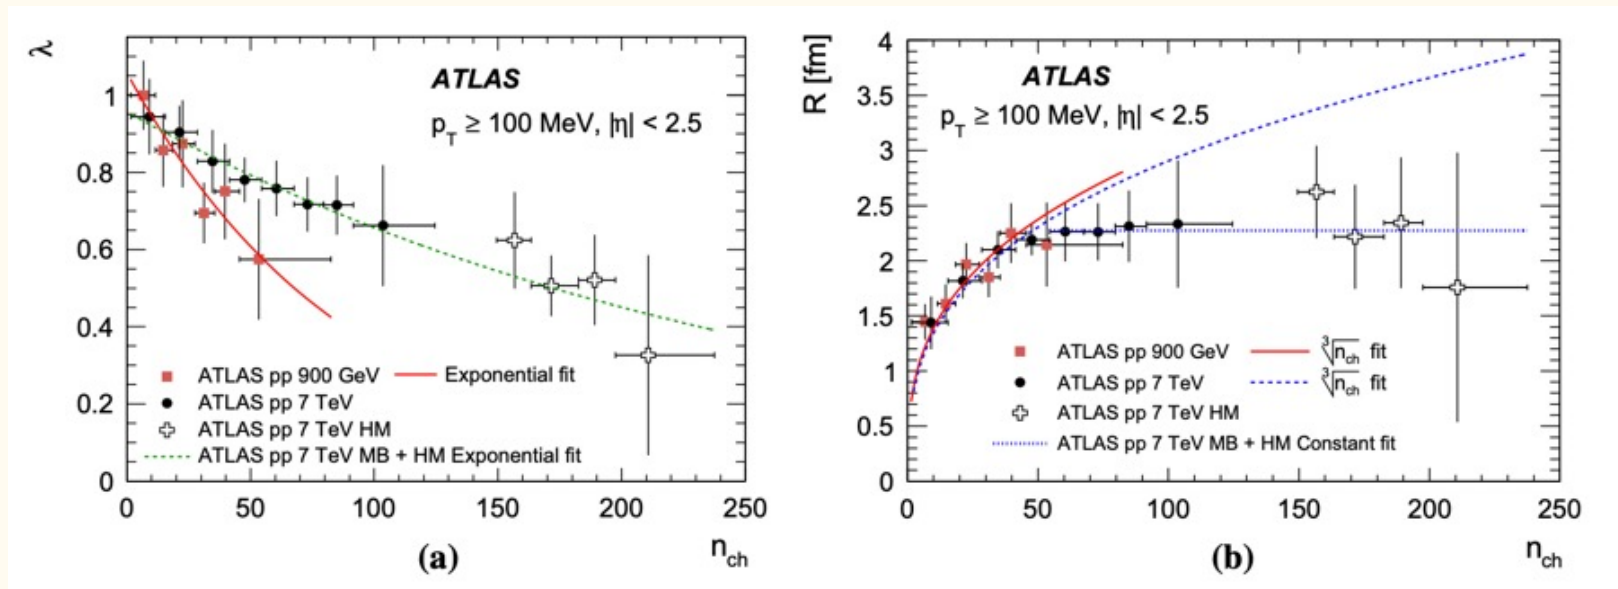 λ
1
0.8
0.6
0.4
0.2
0
0 50 100 150 200 250
n_ch
ATLAS
p_T ≥ 100 MeV, |η| < 2.5
ATLAS pp 900 GeV Exponential fit
ATLAS pp 7 TeV
ATLAS pp 7 TeV HM
ATLAS pp 7 TeV MB + HM Exponential fit
(a)
R [fm]
4
3.5
3
2.5
2
1.5
1
0.5
0
0 50 100 150 200 250
n_ch
ATLAS
p_T ≥ 100 MeV, |η| < 2.5
ATLAS pp 900 GeV ∛n_ch fit
ATLAS pp 7 TeV ∛n_ch fit
ATLAS pp 7 TeV HM
ATLAS pp 7 TeV MB + HM Constant fit
(b)